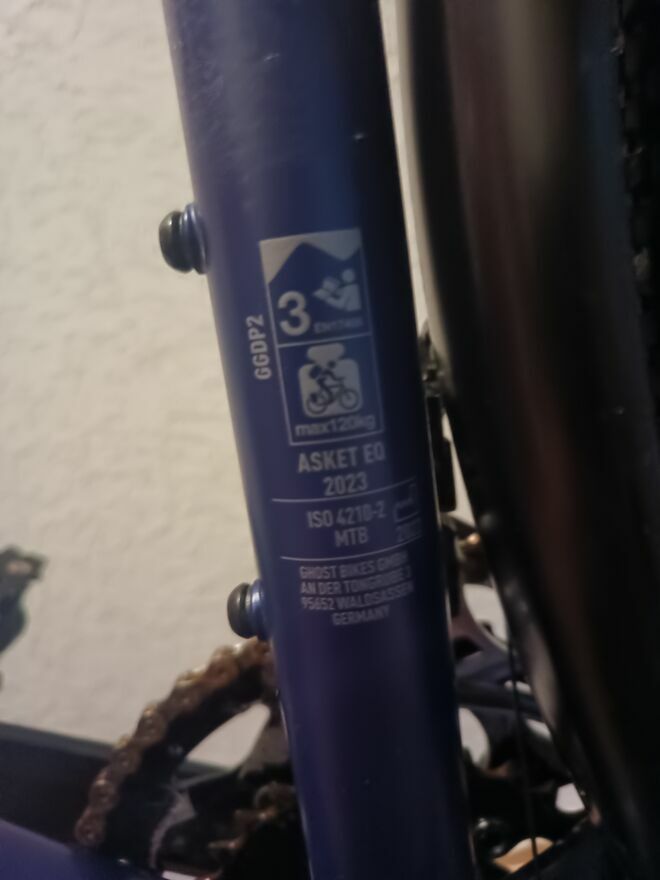 3
EN17406
GGDP2
max120kg
ASKET EQ
2023
ISO 4210-2
MTB
GHOST BIKES GMBH
AN DER TONGRUBE 3
95652 WALDSASSEN
GERMANY